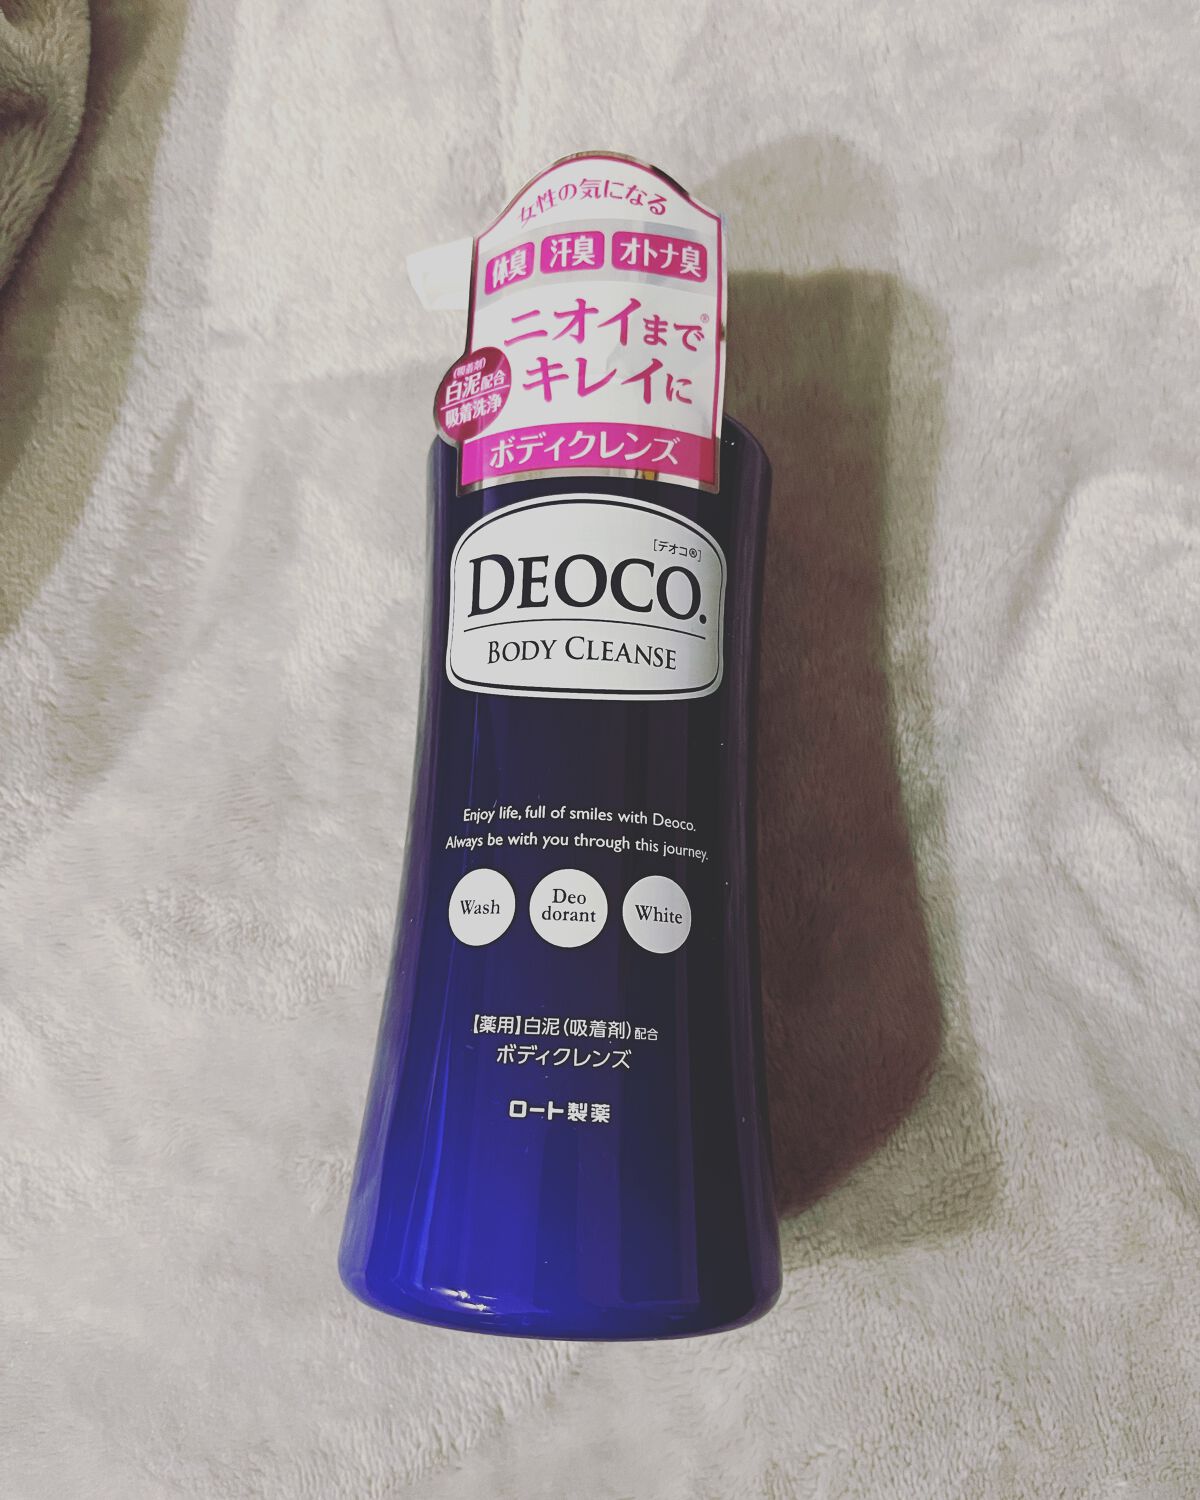 女性の気になる
体臭 汗臭 オトナ臭
ニオイまで®
キレイに
(吸着剤)
白泥配合
吸着洗浄
ボディクレンズ
[デオコ®]
DEOCO.
BODY CLEANSE
Enjoy life, full of smiles with Deoco.
Always be with you through this journey.
Wash
Deo
dorant
White
【薬用】白泥(吸着剤)配合
ボディクレンズ
ロート製薬